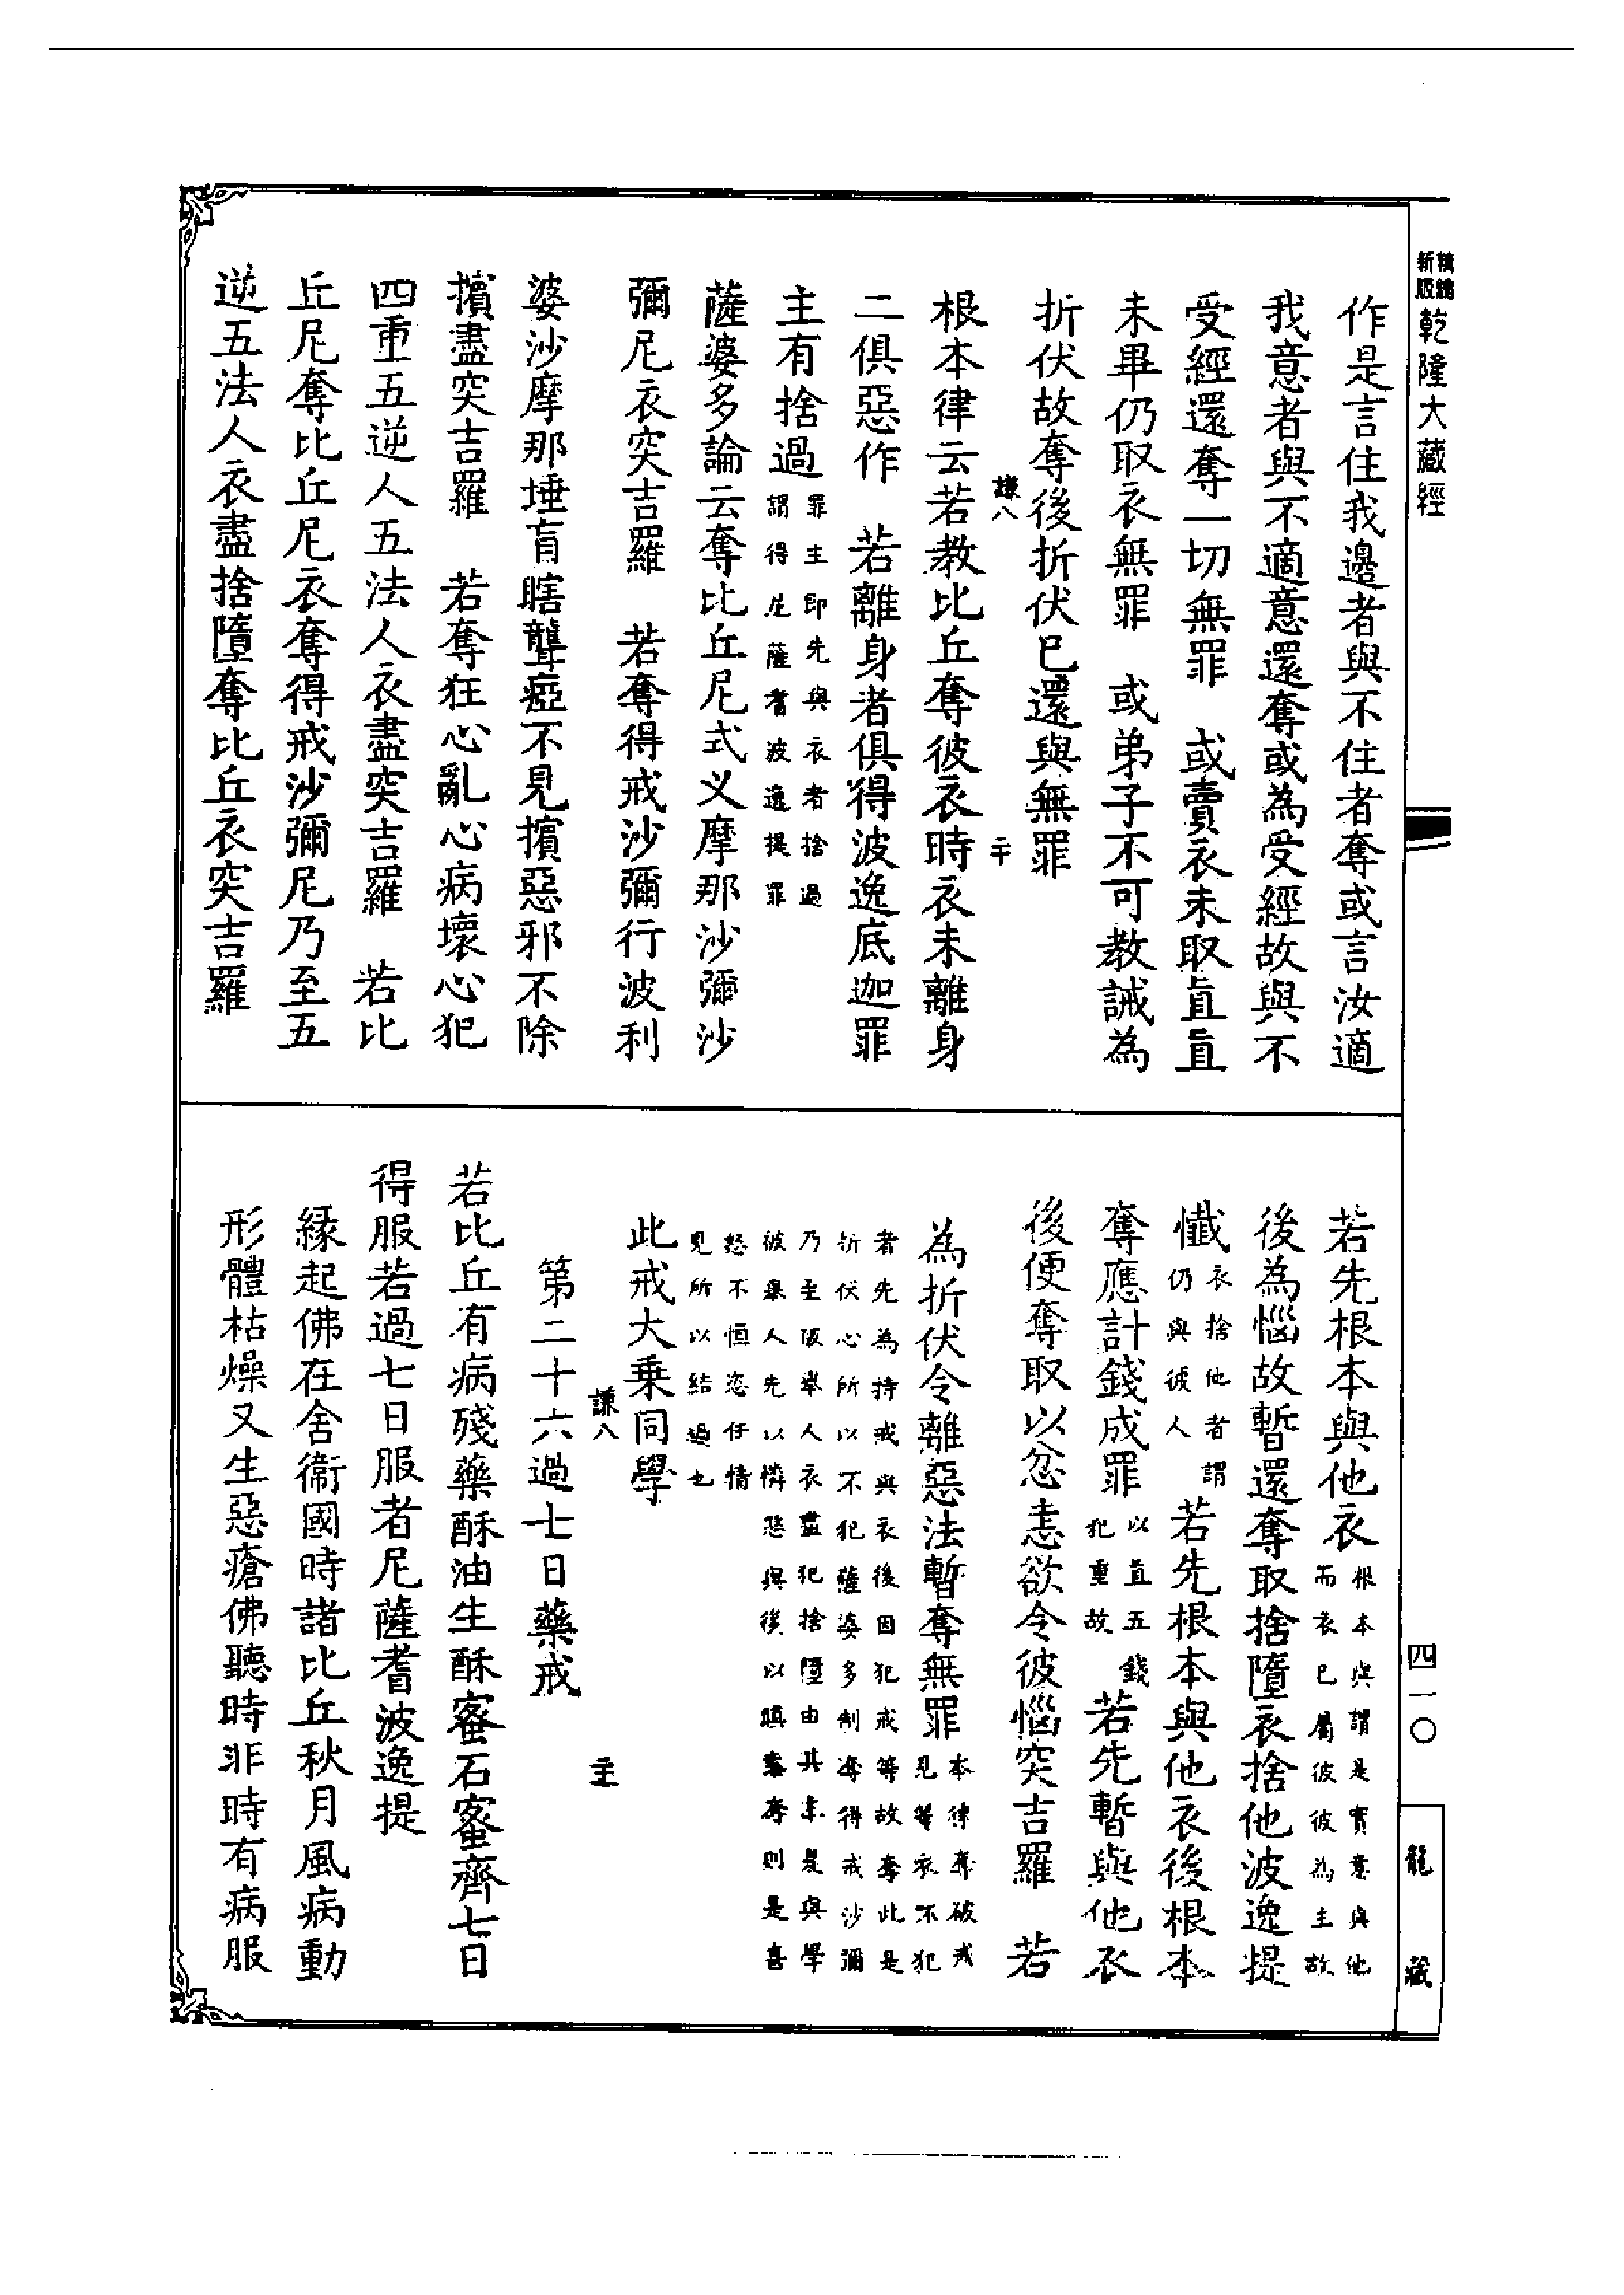 精縮
新版
乾隆大藏經
作是言住我邊者與不住者奪或言汝適
我意者與不適意還奪或為受經故與不
受經還奪一切無罪　或賣衣未取直直
未畢仍取衣無罪　或弟子不可教誡為
折伏故奪後折伏已還與無罪
謙八
二十
根本律云若教比丘奪彼衣時衣未離身
二俱惡作　若離身者俱得波逸底迦罪
主有捨過
罪主即先與衣者捨過
謂得尼薩耆波逸提罪
薩婆多論云奪比丘尼式义摩那沙彌沙
彌尼衣突吉羅　若奪得戒沙彌行波利
婆沙摩那埵盲瞎聾瘂不見擯惡邪不除
擯盡突吉羅　若奪狂心亂心病壞心犯
四重五逆人五法人衣盡突吉羅　若比
丘尼奪比丘尼衣奪得戒沙彌尼乃至五
逆五法人衣盡捨墮奪比丘衣突吉羅
若先根本與他衣
根本與謂是實意與他
而衣已屬彼彼為主故
後為惱故暫還奪取捨墮衣捨他波逸提
懺
衣捨他者謂
仍與彼人
若先根本與他衣後根本
奪應計錢成罪
以直五錢
犯重故
若先暫與他衣
後便奪取以忿恚欲令彼惱突吉羅　若
為折伏令離惡法暫奪無罪
本律奪破戒
見等衣不犯
者先為持戒與衣後因犯戒等故奪此是
折伏心所以不犯薩婆多制奪得戒沙彌
乃至訶舉人衣盡犯捨墮由其本是與學
彼舉人先以憐愍與後以瞋恚奪則是喜
怒不恒恣任情
見所以結過也
此戒大乘同學
謙八
第二十六過七日藥戒
若比丘有病殘藥酥油生酥蜜石蜜齊七日
得服若過七日服者尼薩耆波逸提
緣起佛在舍衞國時諸比丘秋月風病動
形體枯燥又生惡瘡佛聽時非時有病服
四一〇
龍藏